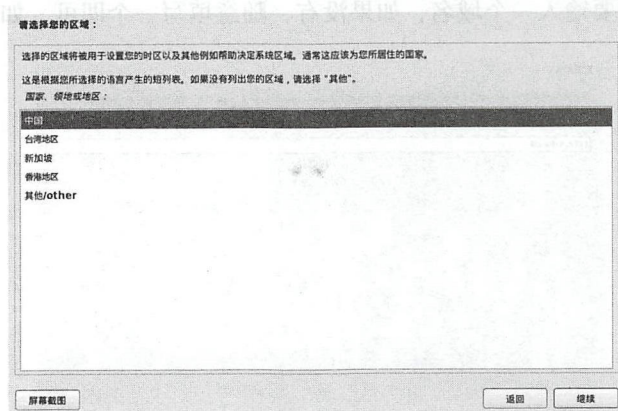 请选择您的区域：
选择的区域将被用于设置您的时区以及其他例如帮助决定系统区域。通常这应该为您所居住的国家。
这是根据您所选择的语言产生的短列表。如果没有列出您的区域，请选择 "其他"。
国家、领地或地区：
中国
台湾地区
新加坡
香港地区
其他/other
屏幕截图
返回
继续